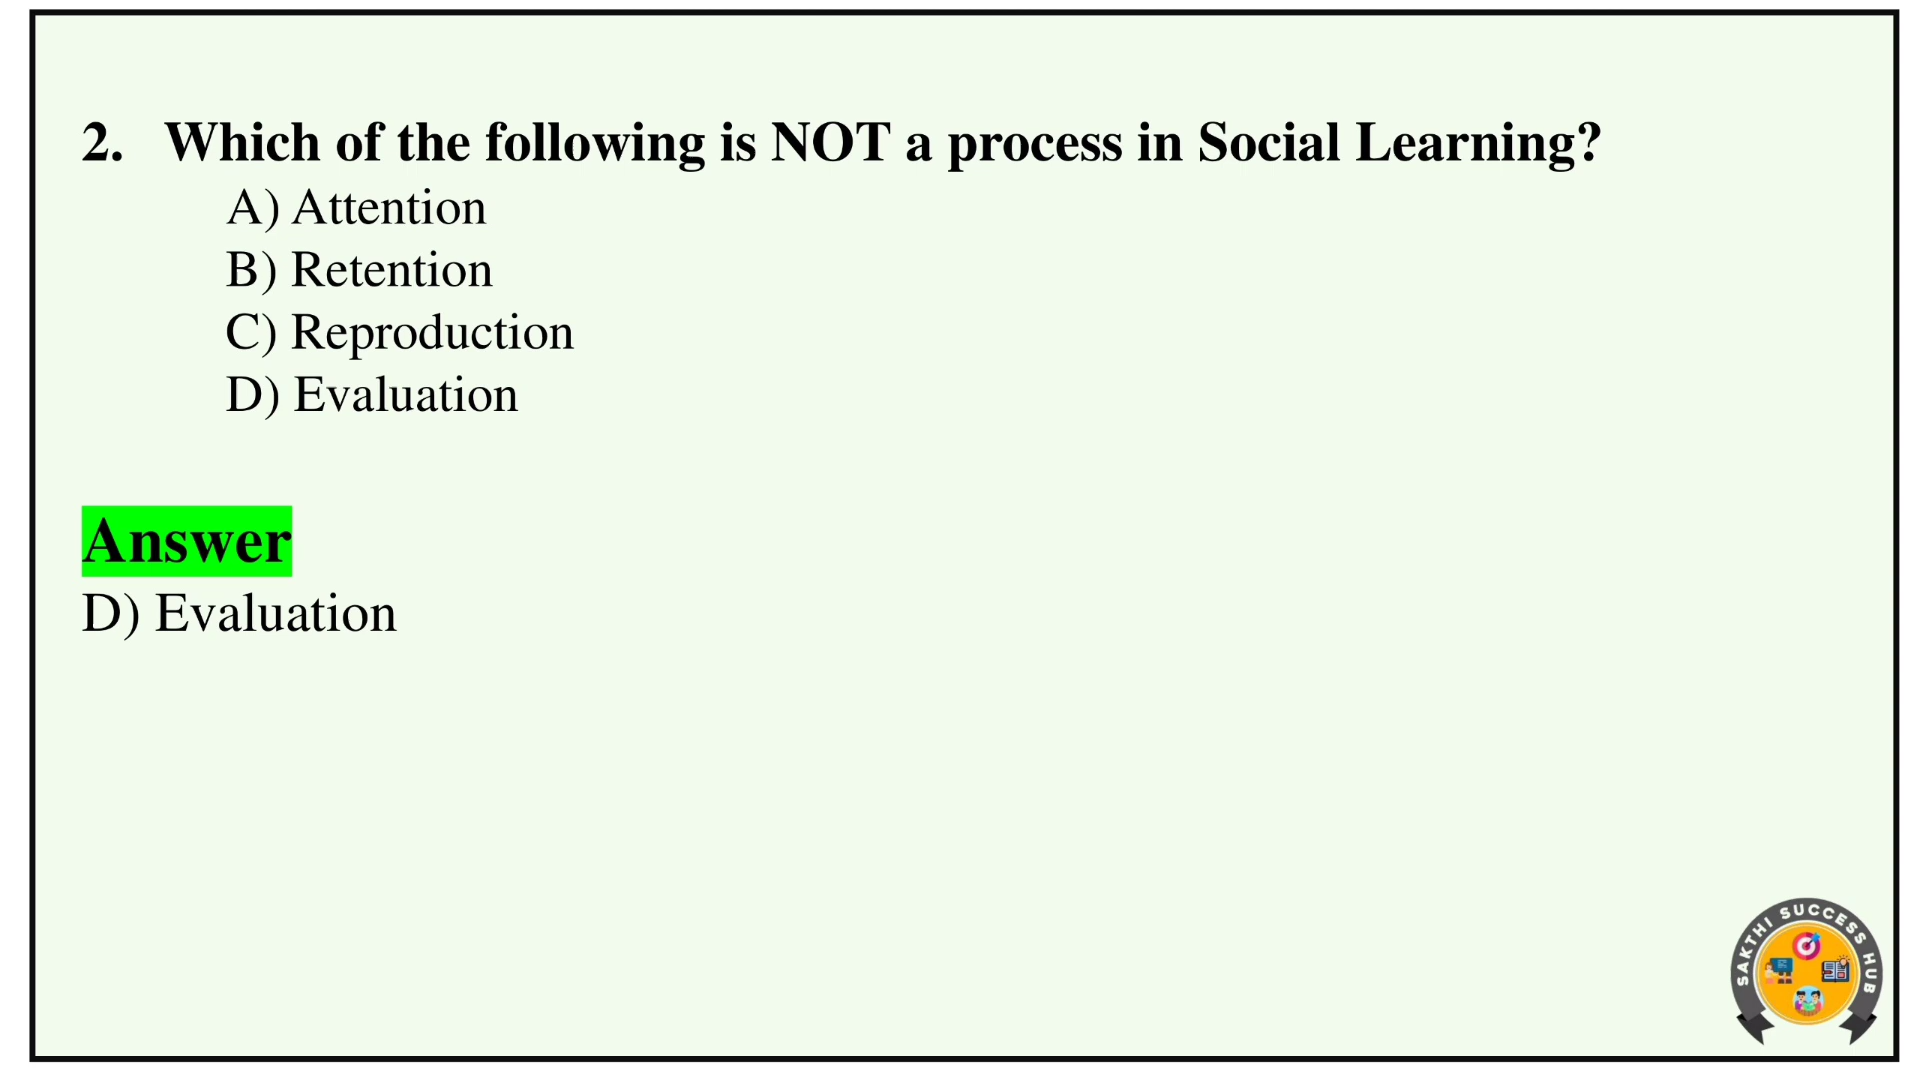 2. Which of the following is NOT a process in Social Learning?
A) Attention
B) Retention
C) Reproduction
D) Evaluation
Answer
D) Evaluation
SAKTHI SUCCESS HUB